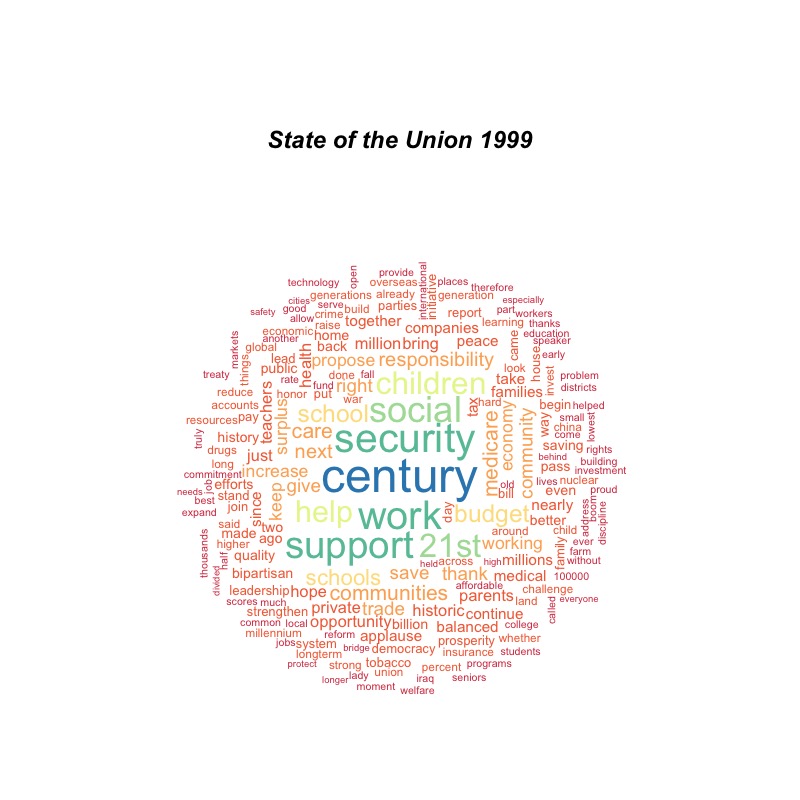 State of the Union 1999
technology
open
provide
overseas
international
initiative
places
therefore
cities
generations
already
generation
especially
safety
good
serve
build
parties
report
part
workers
allow
crime
together
companies
learning
thanks
economic
raise
home
education
markets
another
back
million
bring
peace
came
house
speaker
global
health
early
things
lead
propose
responsibility
look
invest
treaty
public
done
fall
take
problem
rate
fund
right
children
families
districts
reduce
teachers
honor
put
war
tax
hard
accounts
surplus
school
social
medicare
economy
community
way
begin
helped
resources
pay
small
lowest
truly
history
care
security
china
come
drugs
just
next
saving
rights
long
behind
building
commitment
increase
century
pass
investment
needs
job
efforts
keep
give
old
lives
nuclear
best
stand
since
bill
even
proud
expand
join
help
work
day
budget
nearly
address
boom
discipline
said
two
better
made
ago
support
21st
around
child
thousands
higher
working
family
ever
half
quality
farm
divided
held
across
high
millions
without
bipartisan
schools
save
thank
medical
100000
affordable
leadership
hope
communities
parents
challenge
scores
much
private
trade
historic
land
called
everyone
strengthen
continue
common
local
opportunity
billion
balanced
college
millennium
reform
applause
prosperity
whether
jobs
system
bridge
democracy
insurance
students
longterm
protect
strong
tobacco
percent
programs
longer
lady
union
iraq
seniors
moment
welfare